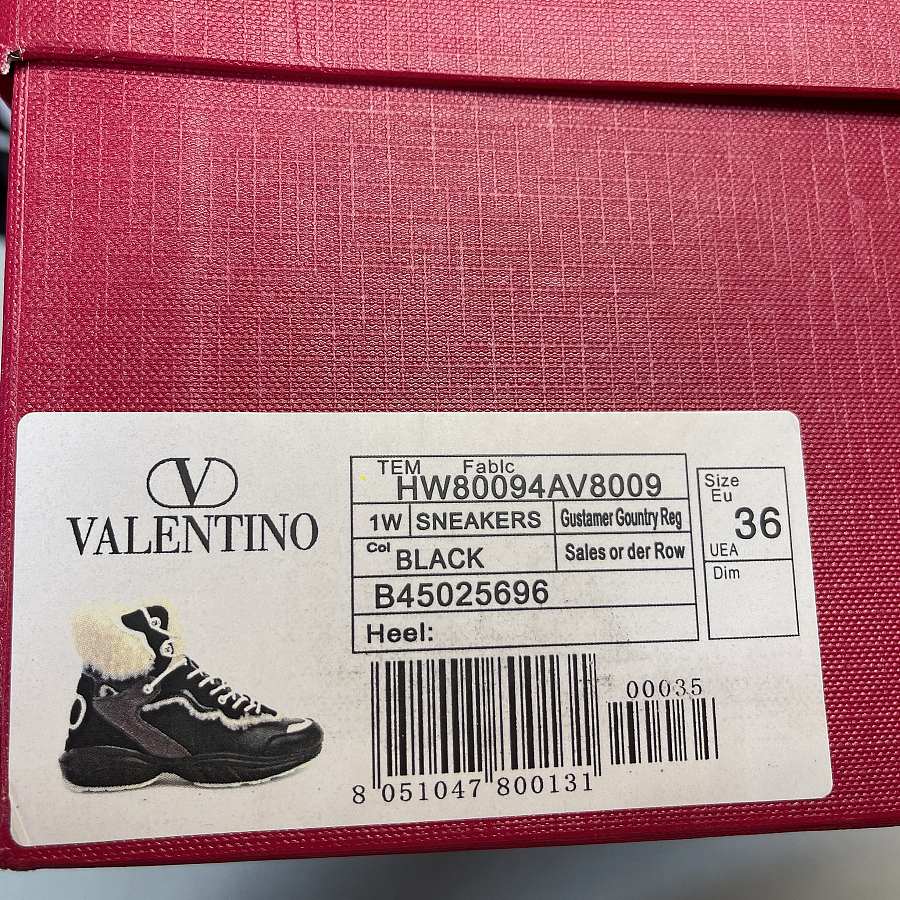 V
VALENTINO
TEM Fablc
HW80094AV8009
1W SNEAKERS Gustamer Gountry Reg
Col BLACK Sales or der Row
B45025696
Heel:
Size
Eu
36
UEA
Dim
00035
8 051047 800131